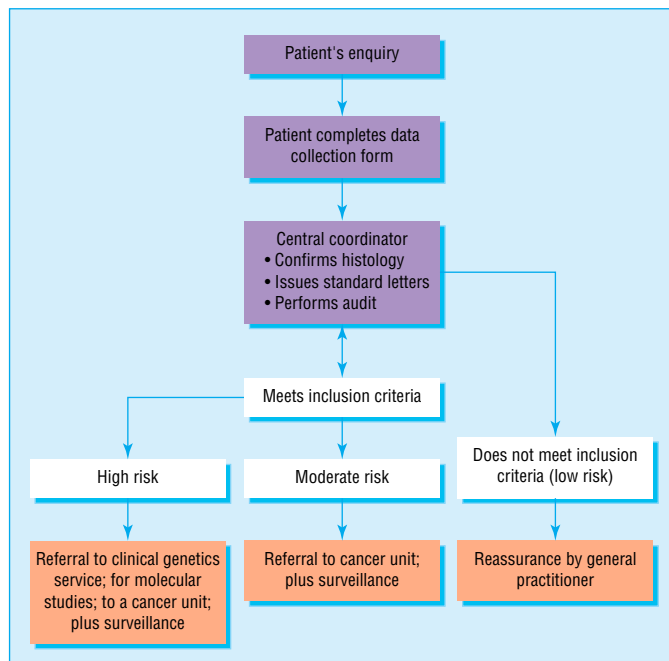 Patient's enquiry
Patient completes data
collection form
Central coordinator
• Confirms histology
• Issues standard letters
• Performs audit
Meets inclusion criteria
High risk
Moderate risk
Does not meet inclusion
criteria (low risk)
Referral to clinical genetics
service; for molecular
studies; to a cancer unit;
plus surveillance
Referral to cancer unit;
plus surveillance
Reassurance by general
practitioner